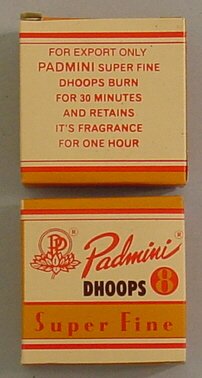 FOR EXPORT ONLY
PADMINI SUPER FINE
DHOOPS BURN
FOR 30 MINUTES
AND RETAINS
IT'S FRAGRANCE
FOR ONE HOUR
® Padmini ®
DHOOPS 8
Super Fine